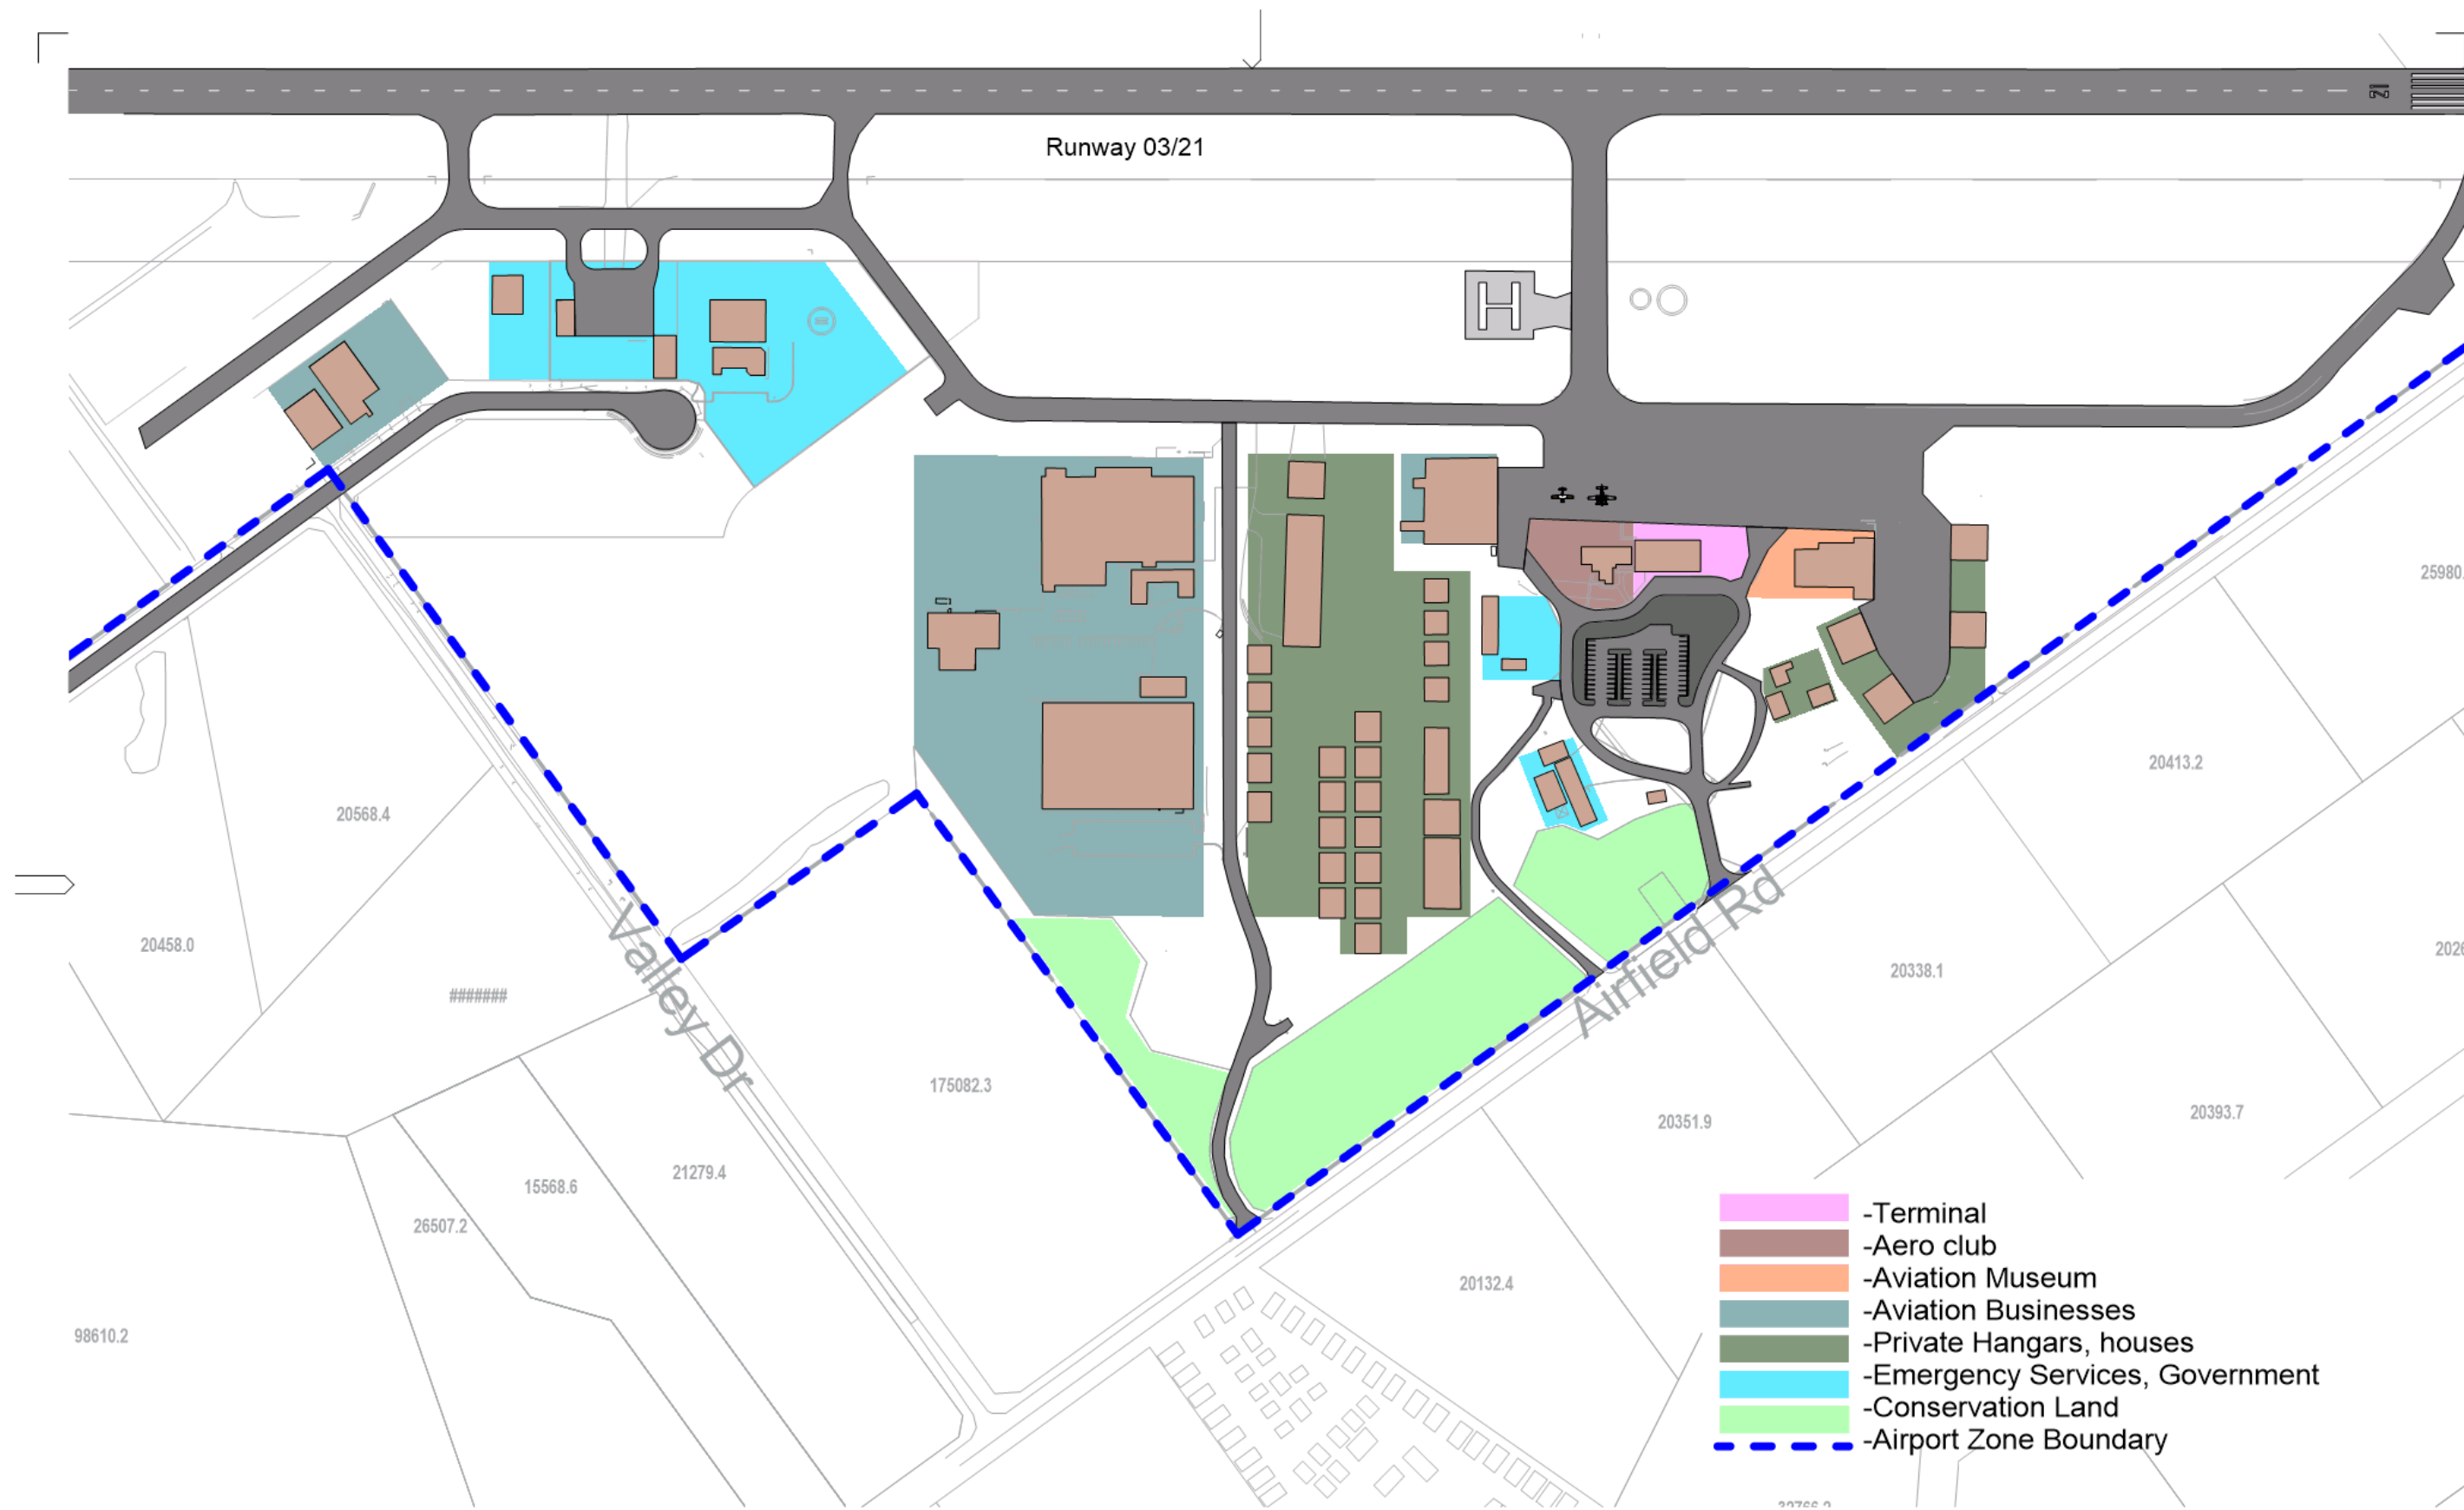 21
Runway 03/21
H
25980.
20413.2
20568.4
Airfield Rd
Valley Dr
20458.0
20338.1
#######
175082.3
20351.9
20393.7
21279.4
15568.6
26507.2
20132.4
98610.2
-Terminal
-Aero club
-Aviation Museum
-Aviation Businesses
-Private Hangars, houses
-Emergency Services, Government
-Conservation Land
-Airport Zone Boundary